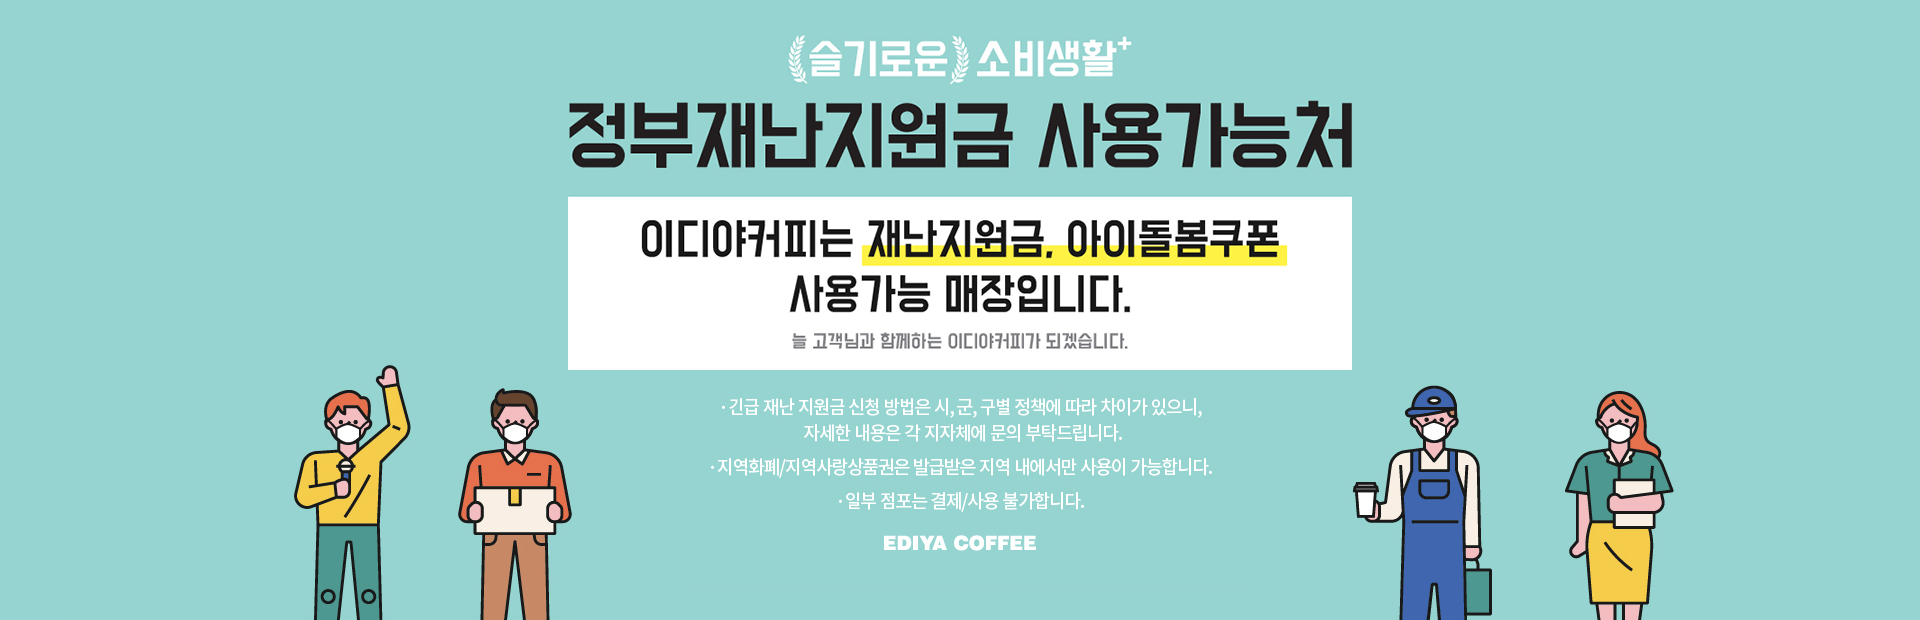 슬기로운 소비생활+
정부재난지원금 사용가능처
이디야커피는 재난지원금, 아이돌봄쿠폰
사용가능 매장입니다.
늘 고객님과 함께하는 이디야커피가 되겠습니다.
· 긴급 재난 지원금 신청 방법은 시, 군, 구별 정책에 따라 차이가 있으니,
자세한 내용은 각 지자체에 문의 부탁드립니다.
· 지역화폐/지역사랑상품권은 발급받은 지역 내에서만 사용이 가능합니다.
· 일부 점포는 결제/사용 불가합니다.
EDIYA COFFEE